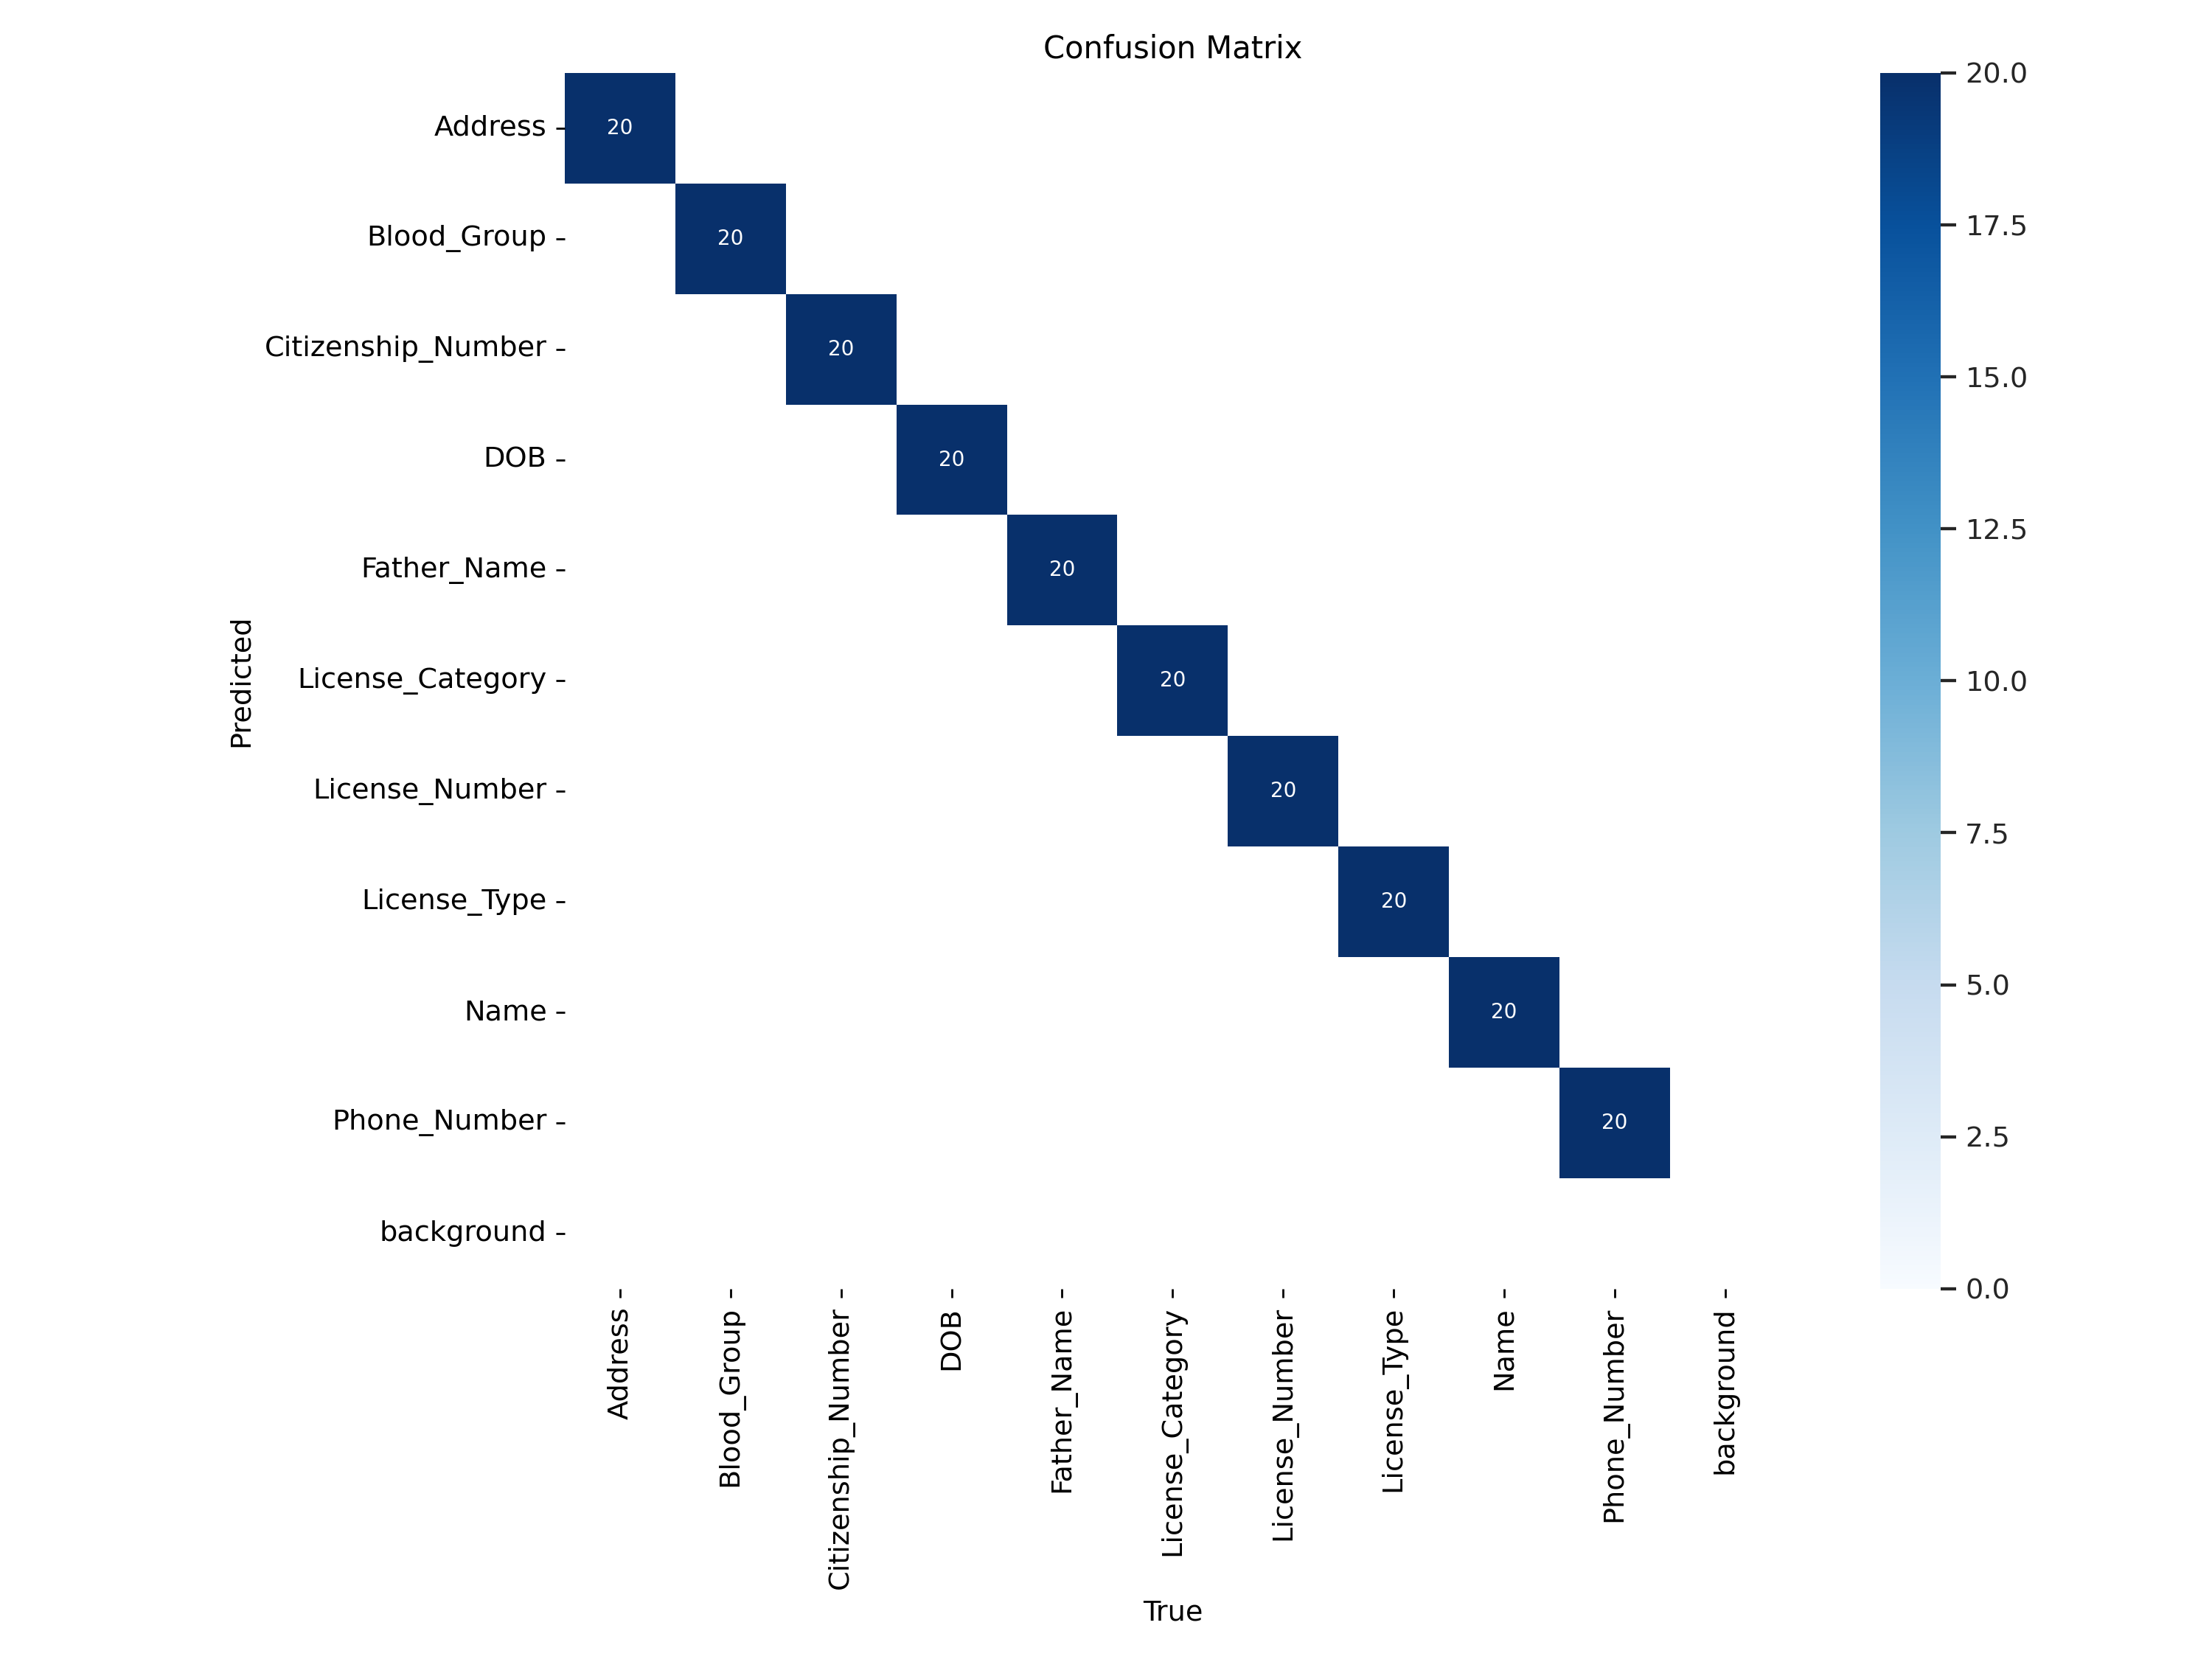 Confusion Matrix
Address
20
Blood_Group
20
Citizenship_Number
20
DOB
20
Father_Name
20
License_Category
20
License_Number
20
License_Type
20
Name
20
Phone_Number
20
background
Predicted
Address
Blood_Group
Citizenship_Number
DOB
Father_Name
License_Category
License_Number
License_Type
Name
Phone_Number
background
True
20.0
17.5
15.0
12.5
10.0
7.5
5.0
2.5
0.0